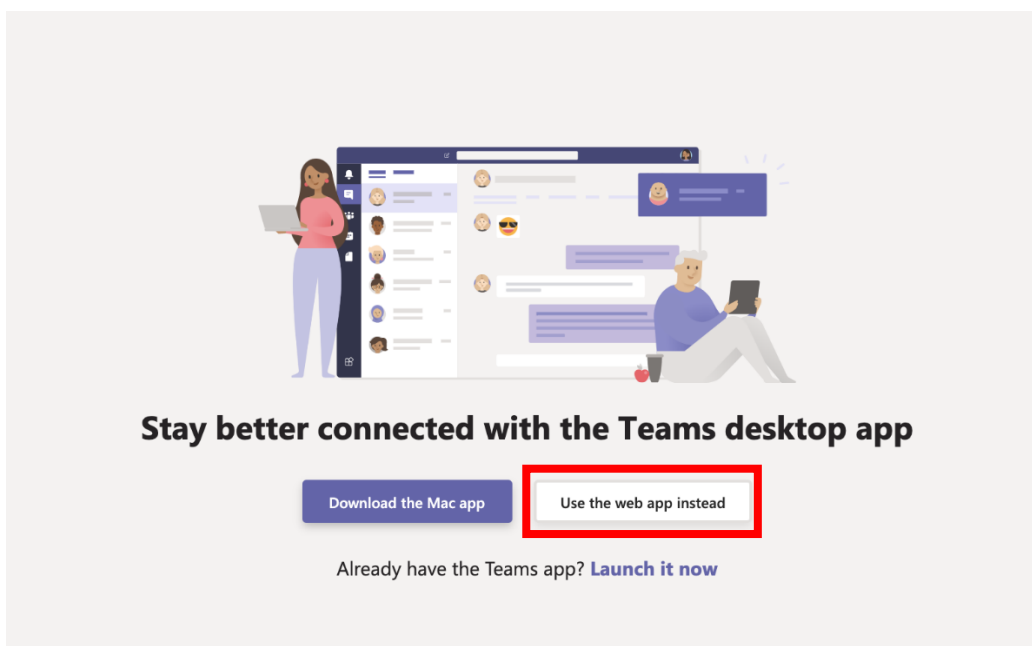 Stay better connected with the Teams desktop app
Download the Mac app
Use the web app instead
Already have the Teams app? Launch it now